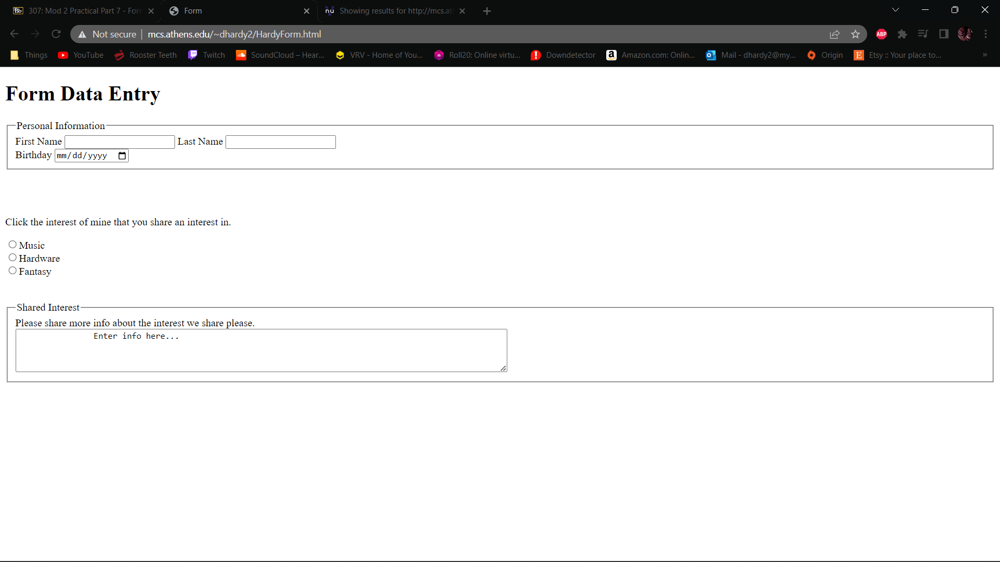 307: Mod 2 Practical Part 7 - Form
Form
Showing results for http://mcs.at
Not secure mcs.athens.edu/~dhardy2/HardyForm.html
ABP
Things YouTube Rooster Teeth Twitch SoundCloud – Hear... VRV - Home of You... Roll20: Online virtu... Downdetector Amazon.com: Onlin... Mail - dhardy2@my... Origin Etsy :: Your place to... »
Form Data Entry
Personal Information
First Name Last Name
Birthday mm/dd/yyyy
Click the interest of mine that you share an interest in.
Music
Hardware
Fantasy
Shared Interest
Please share more info about the interest we share please.
Enter info here...